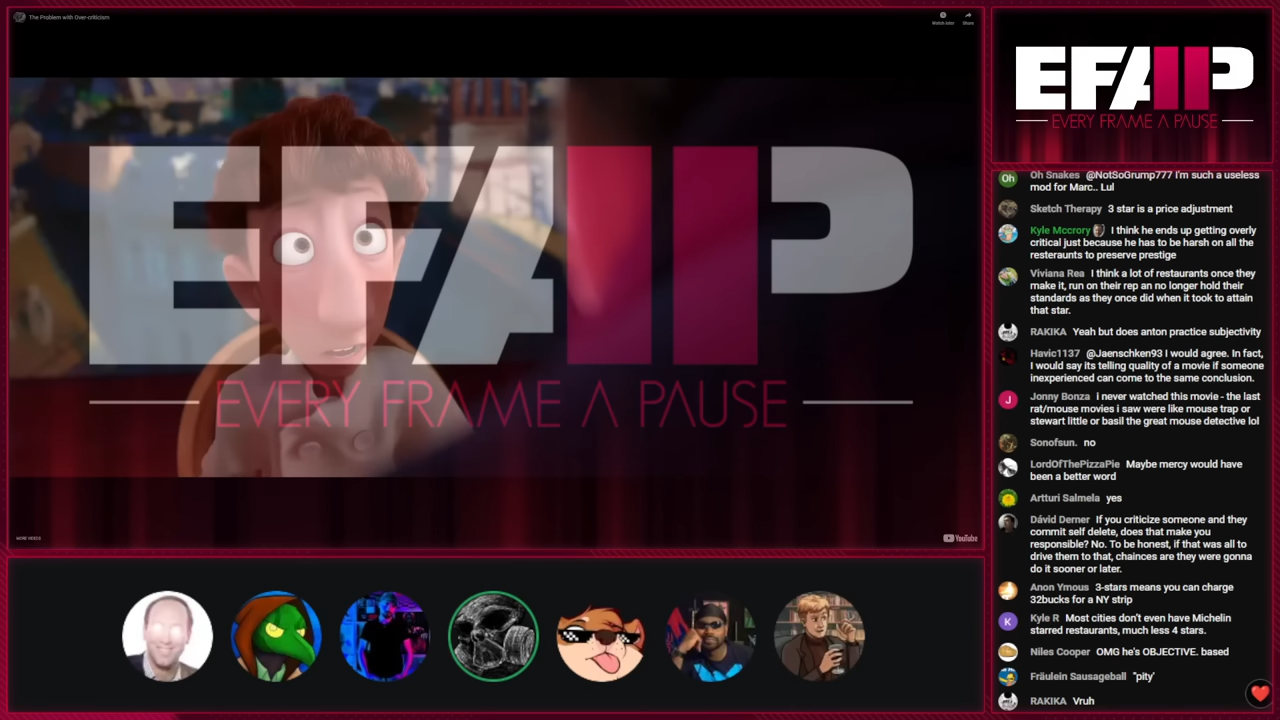 The Problem with Over-criticism
Watch later
Share
EFAP
EVERY FRAME A PAUSE
MORE VIDEOS
YouTube
EFAP
EVERY FRAME A PAUSE
Oh
Oh Snakes @NotSoGrump777 I'm such a useless
mod for Marc.. Lul
Sketch Therapy 3 star is a price adjustment
Kyle Mccrory I think he ends up getting overly
critical just because he has to be harsh on all the
resteraunts to preserve prestige
Viviana Rea I think a lot of restaurants once they
make it, run on their rep an no longer hold their
standards as they once did when it took to attain
that star.
RAKIKA Yeah but does anton practice subjectivity
Havic1137 @Jaenschken93 I would agree. In fact,
I would say its telling quality of a movie if someone
inexperienced can come to the same conclusion.
J
Jonny Bonza i never watched this movie - the last
rat/mouse movies i saw were like mouse trap or
stewart little or basil the great mouse detective lol
Sonofsun. no
LordOfThePizzaPie Maybe mercy would have
been a better word
Artturi Salmela yes
Dávid Derner If you criticize someone and they
commit self delete, does that make you
responsible? No. To be honest, if that was all to
drive them to that, chainces are they were gonna
do it sooner or later.
Anon Ymous 3-stars means you can charge
32bucks for a NY strip
K
Kyle R Most cities don't even have Michelin
starred restaurants, much less 4 stars.
Niles Cooper OMG he's OBJECTIVE. based
Fräulein Sausageball "pity'
RAKIKA Vruh